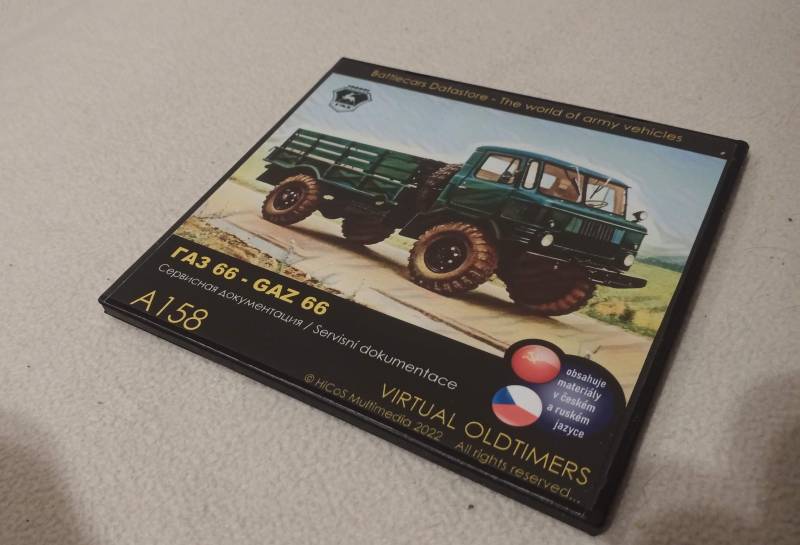 Battlecars Datastore - The world of army vehicles
ГАЗ 66 - GAZ 66
Сервисная документация / Servisní dokumentace
A158
obsahuje
materiály
v českém
a ruském
jazyce
VIRTUAL OLDTIMERS
© HiCoS Multimedia 2022 All rights reserved...